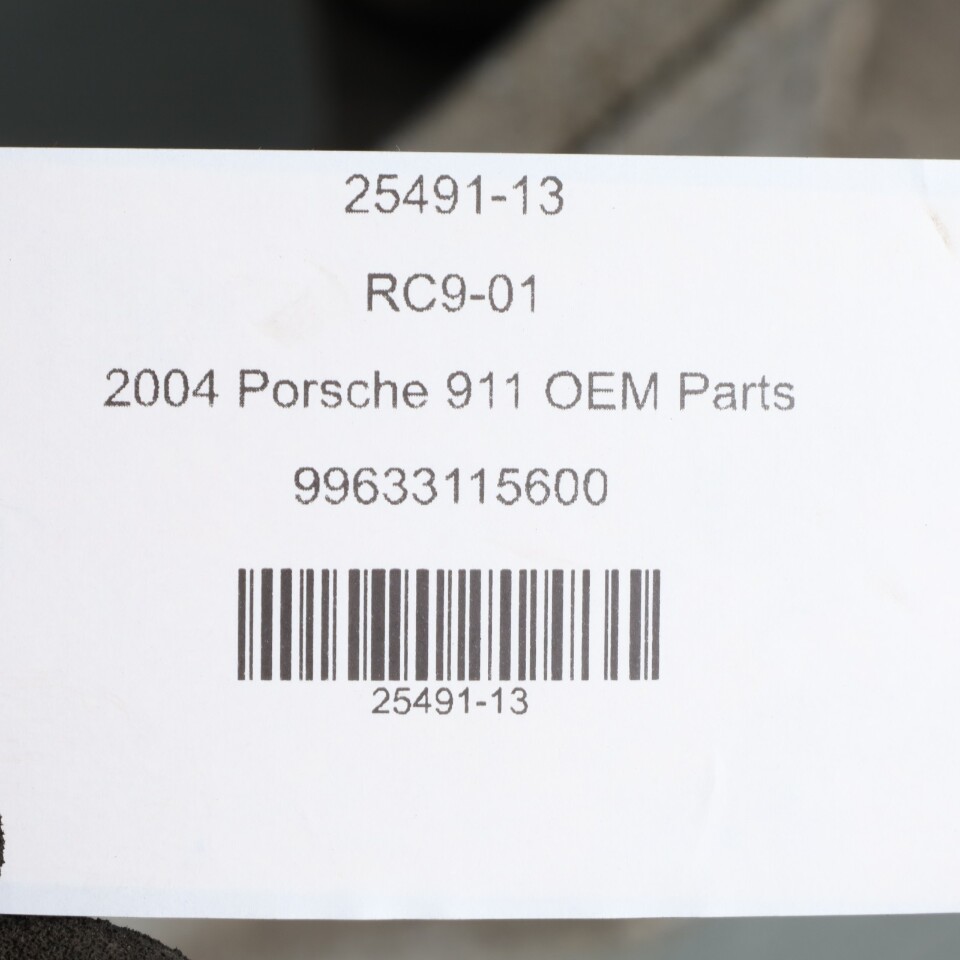 25491-13
RC9-01
2004 Porsche 911 OEM Parts
99633115600
25491-13